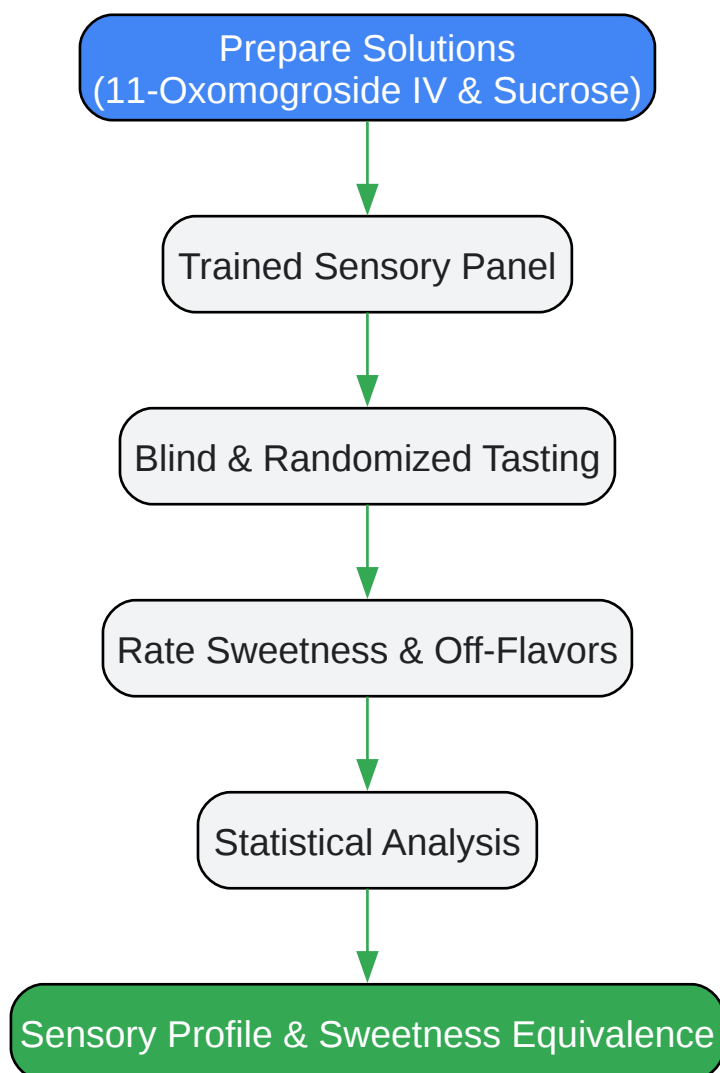 Prepare Solutions
(11-Oxomogroside IV & Sucrose)
Trained Sensory Panel
Blind & Randomized Tasting
Rate Sweetness & Off-Flavors
Statistical Analysis
Sensory Profile & Sweetness Equivalence